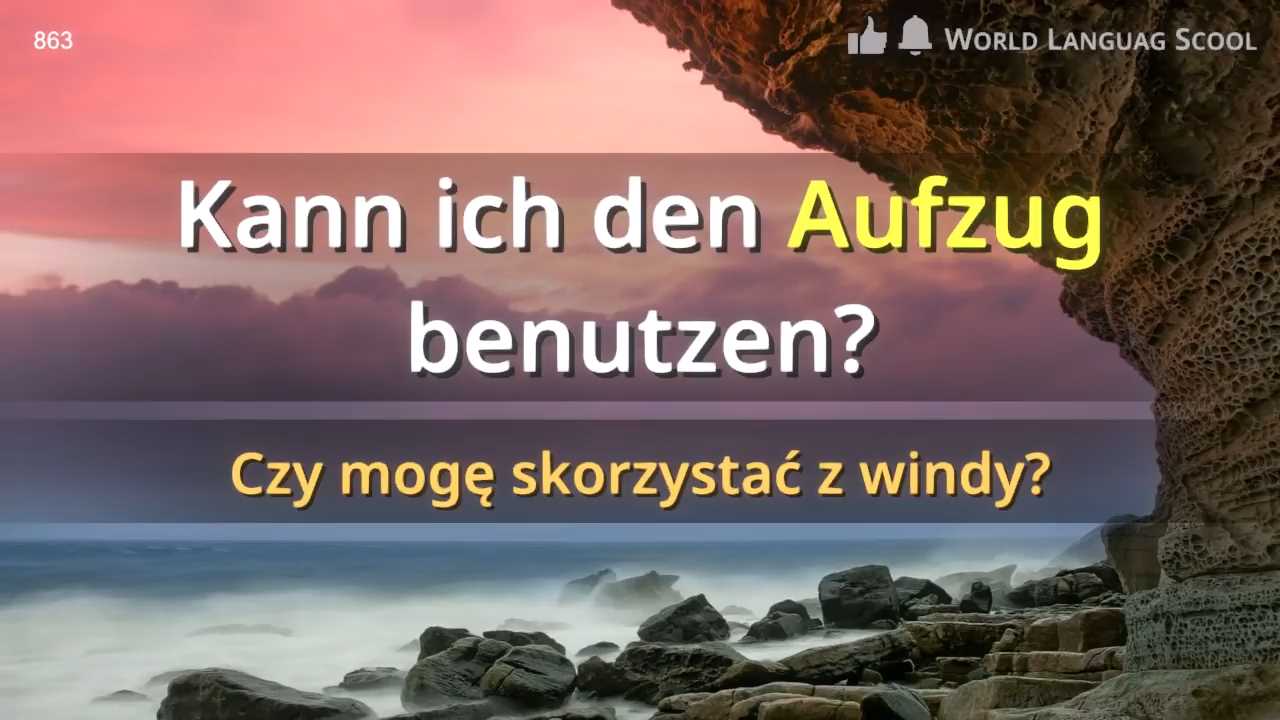 863
World Languag Scool
Kann ich den Aufzug
benutzen?
Czy mogę skorzystać z windy?